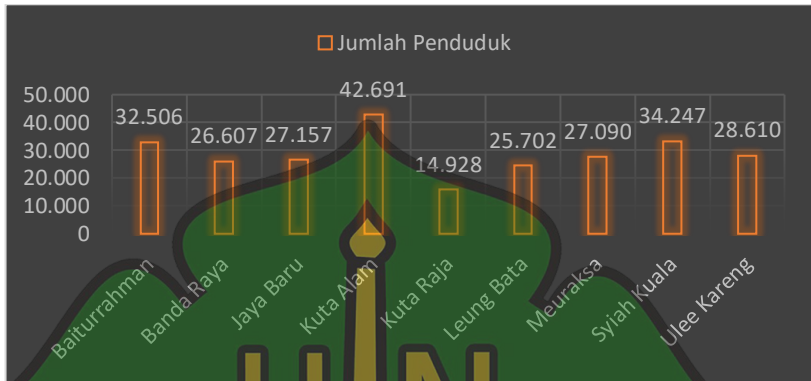 Jumlah Penduduk
50.000
40.000
30.000
20.000
10.000
0
32.506
26.607
27.157
42.691
14.928
25.702
27.090
34.247
28.610
Baiturrahman
Banda Raya
Jaya Baru
Kuta Alam
Kuta Raja
Leung Bata
Meuraksa
Syiah Kuala
Ulee Kareng